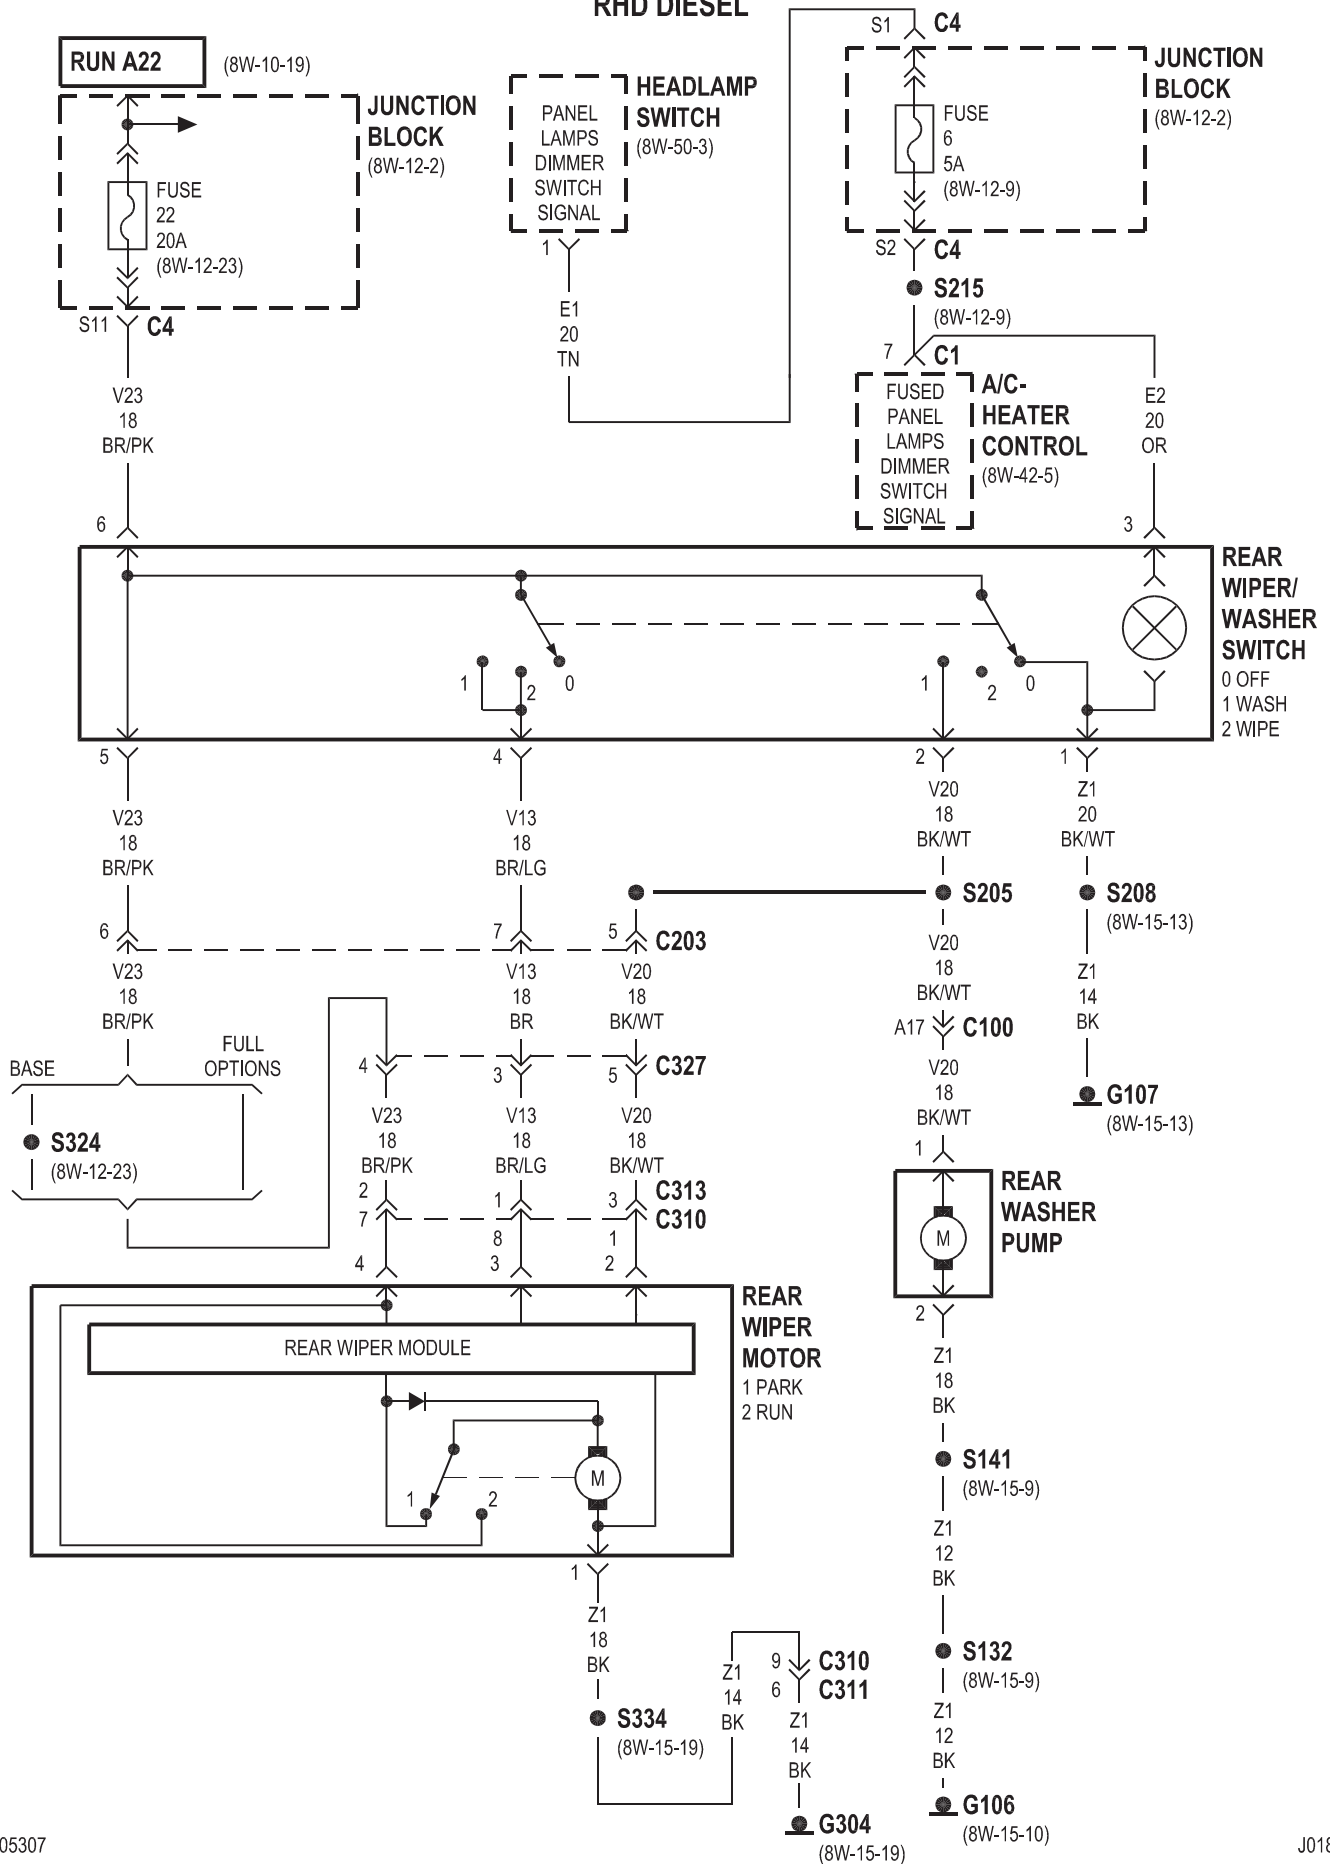 RHD DIESEL
RUN A22
(8W-10-19)
JUNCTION
BLOCK
(8W-12-2)
FUSE
22
20A
(8W-12-23)
S11
C4
V23
18
BR/PK
6
PANEL
LAMPS
DIMMER
SWITCH
SIGNAL
HEADLAMP
SWITCH
(8W-50-3)
1
E1
20
TN
S1
C4
JUNCTION
BLOCK
(8W-12-2)
FUSE
6
5A
(8W-12-9)
S2
C4
S215
(8W-12-9)
7
C1
FUSED
PANEL
LAMPS
DIMMER
SWITCH
SIGNAL
A/C-
HEATER
CONTROL
(8W-42-5)
E2
20
OR
3
REAR
WIPER/
WASHER
SWITCH
0 OFF
1 WASH
2 WIPE
1
2
0
1
2
0
5
4
2
1
V23
18
BR/PK
V13
18
BR/LG
V20
18
BK/WT
Z1
20
BK/WT
S205
S208
(8W-15-13)
6
7
5
C203
V23
18
BR/PK
V13
18
BR
V20
18
BK/WT
V20
18
BK/WT
Z1
14
BK
A17
C100
BASE
FULL
OPTIONS
4
3
5
C327
S324
(8W-12-23)
V23
18
BR/PK
V13
18
BR/LG
V20
18
BK/WT
V20
18
BK/WT
G107
(8W-15-13)
2
1
3
C313
7
C310
8
1
4
3
2
1
REAR
WASHER
PUMP
M
2
REAR WIPER MODULE
REAR
WIPER
MOTOR
1 PARK
2 RUN
1
2
M
1
Z1
18
BK
S141
(8W-15-9)
Z1
12
BK
S132
(8W-15-9)
Z1
12
BK
G106
(8W-15-10)
Z1
18
BK
S334
(8W-15-19)
Z1
14
BK
9
C310
6
C311
Z1
14
BK
G304
(8W-15-19)
05307
J018